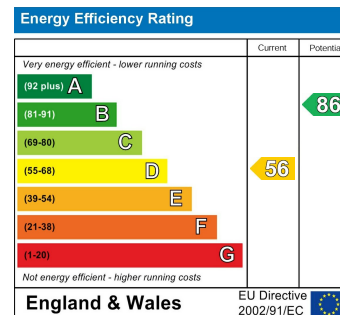 Energy Efficiency Rating
Current Potentia
Very energy efficient - lower running costs
(92 plus) A
(81-91) B
(69-80) C
(55-68) D
(39-54) E
(21-38) F
(1-20) G
86
56
Not energy efficient - higher running costs
England & Wales
EU Directive
2002/91/EC